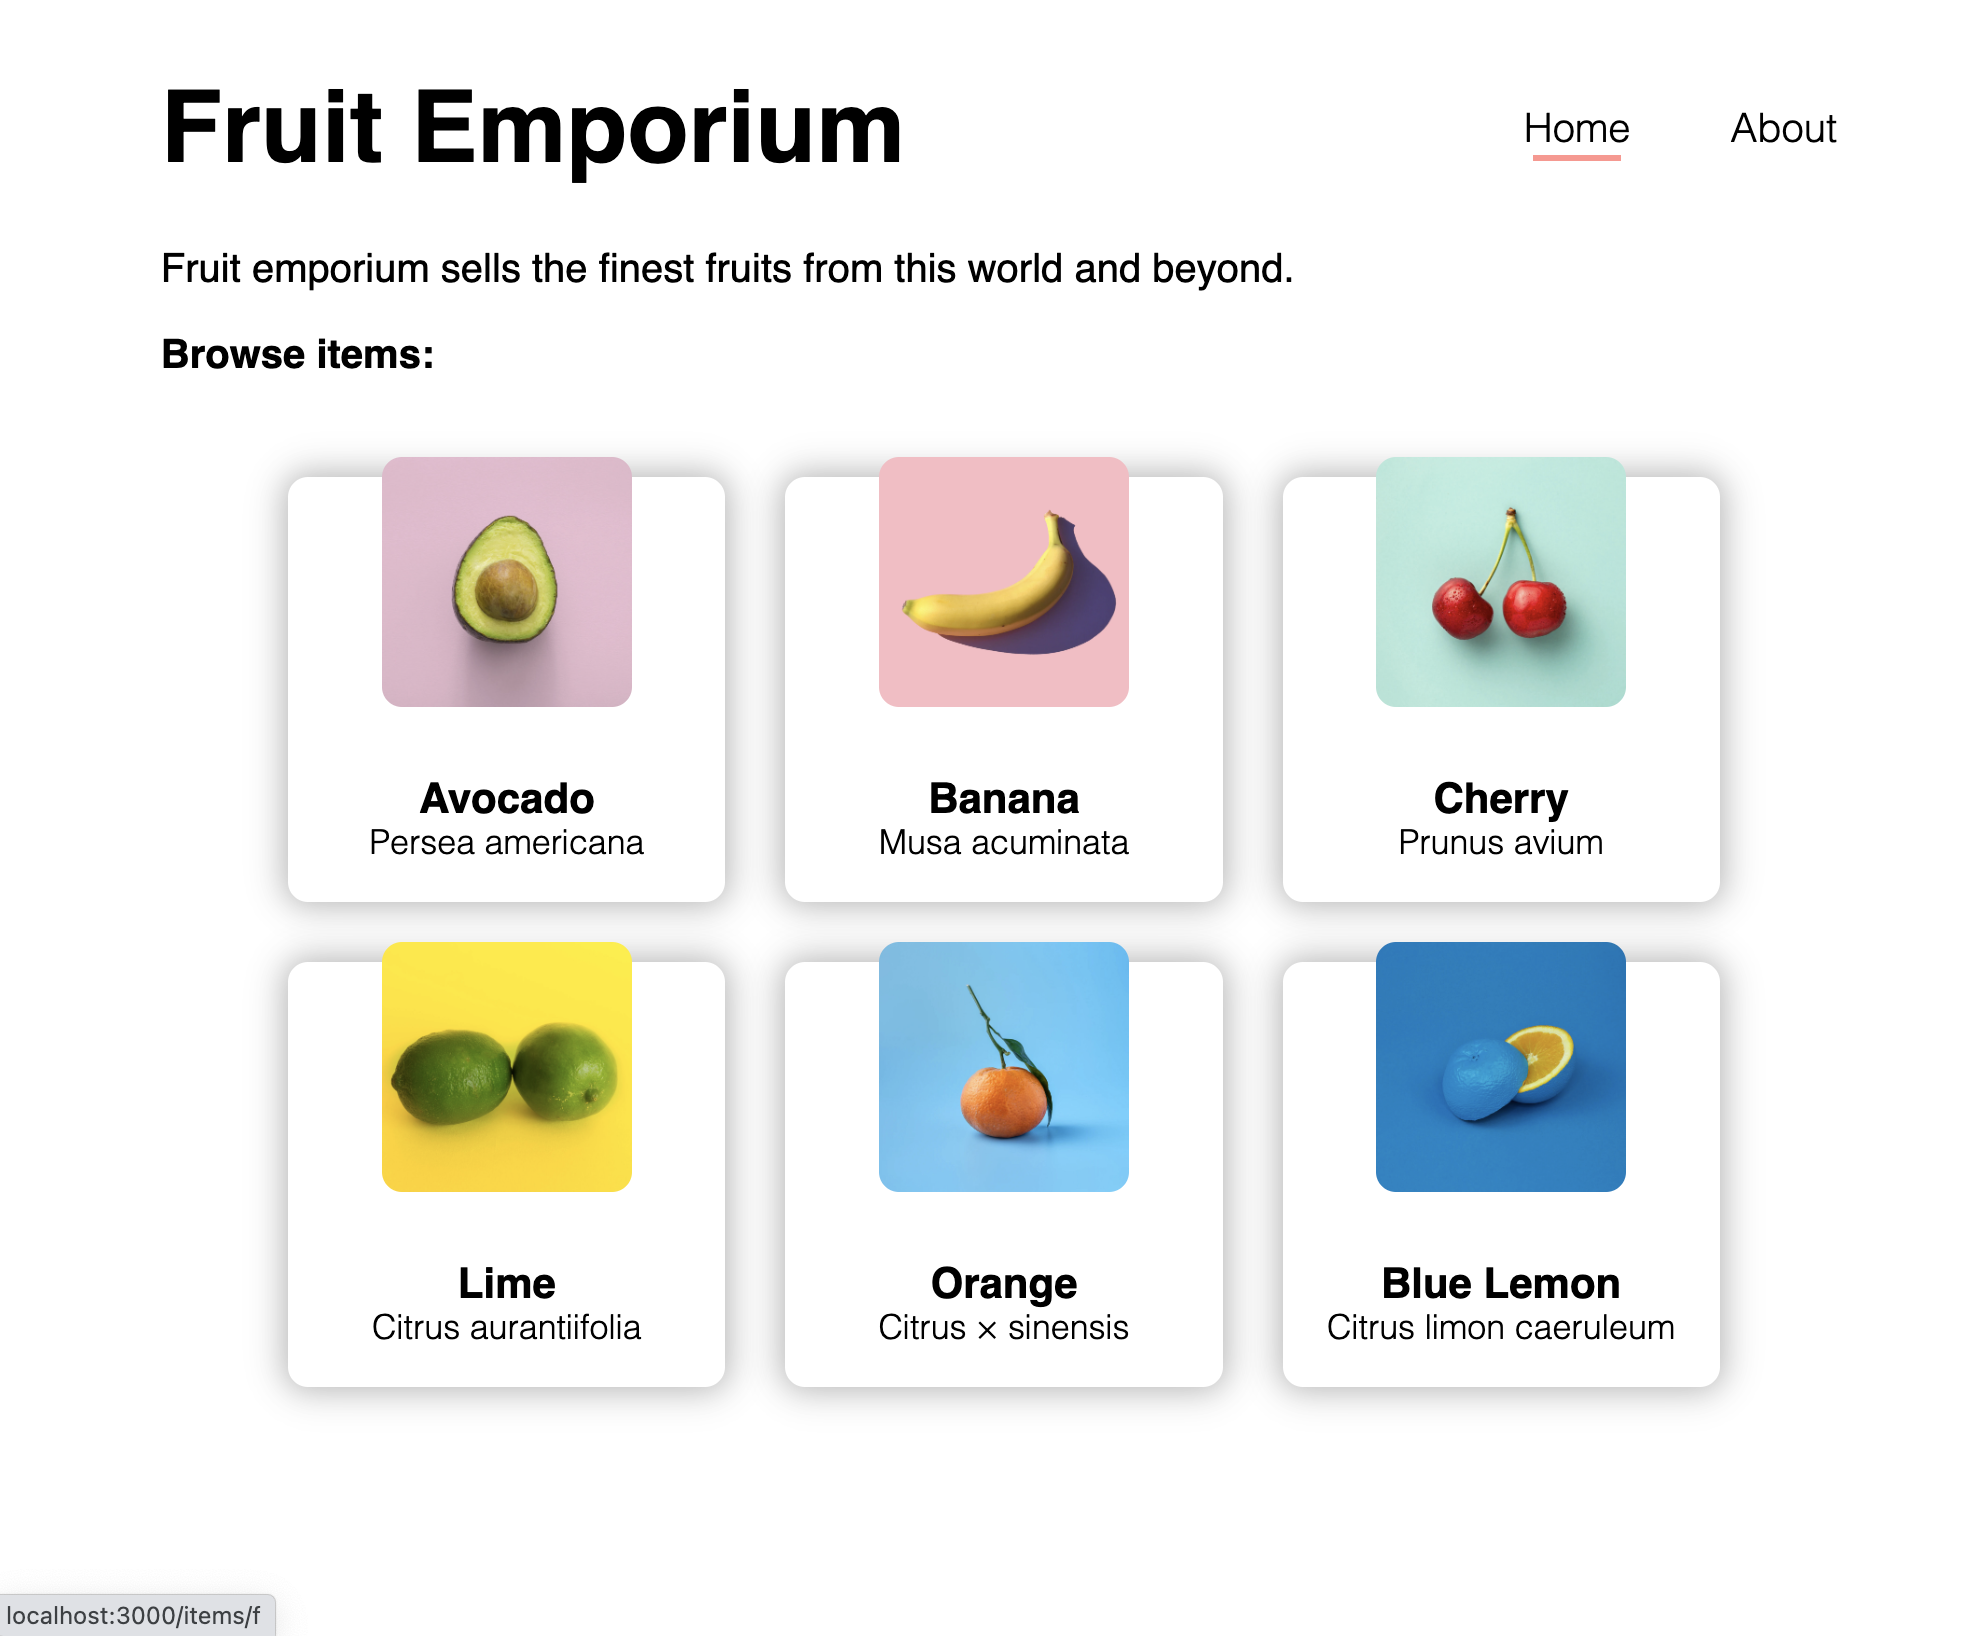 Fruit Emporium
Home
About
Fruit emporium sells the finest fruits from this world and beyond.
Browse items:
Avocado
Persea americana
Banana
Musa acuminata
Cherry
Prunus avium
Lime
Citrus aurantiifolia
Orange
Citrus × sinensis
Blue Lemon
Citrus limon caeruleum
localhost:3000/items/f